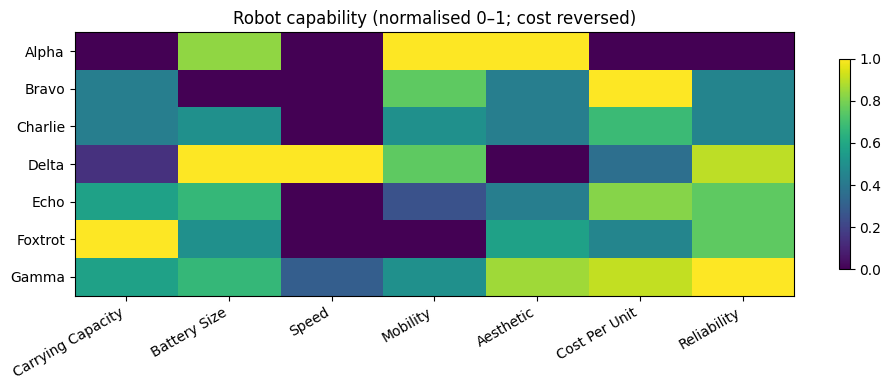 Robot capability (normalised 0–1; cost reversed)
Alpha
Bravo
Charlie
Delta
Echo
Foxtrot
Gamma
Carrying Capacity
Battery Size
Speed
Mobility
Aesthetic
Cost Per Unit
Reliability
1.0
0.8
0.6
0.4
0.2
0.0